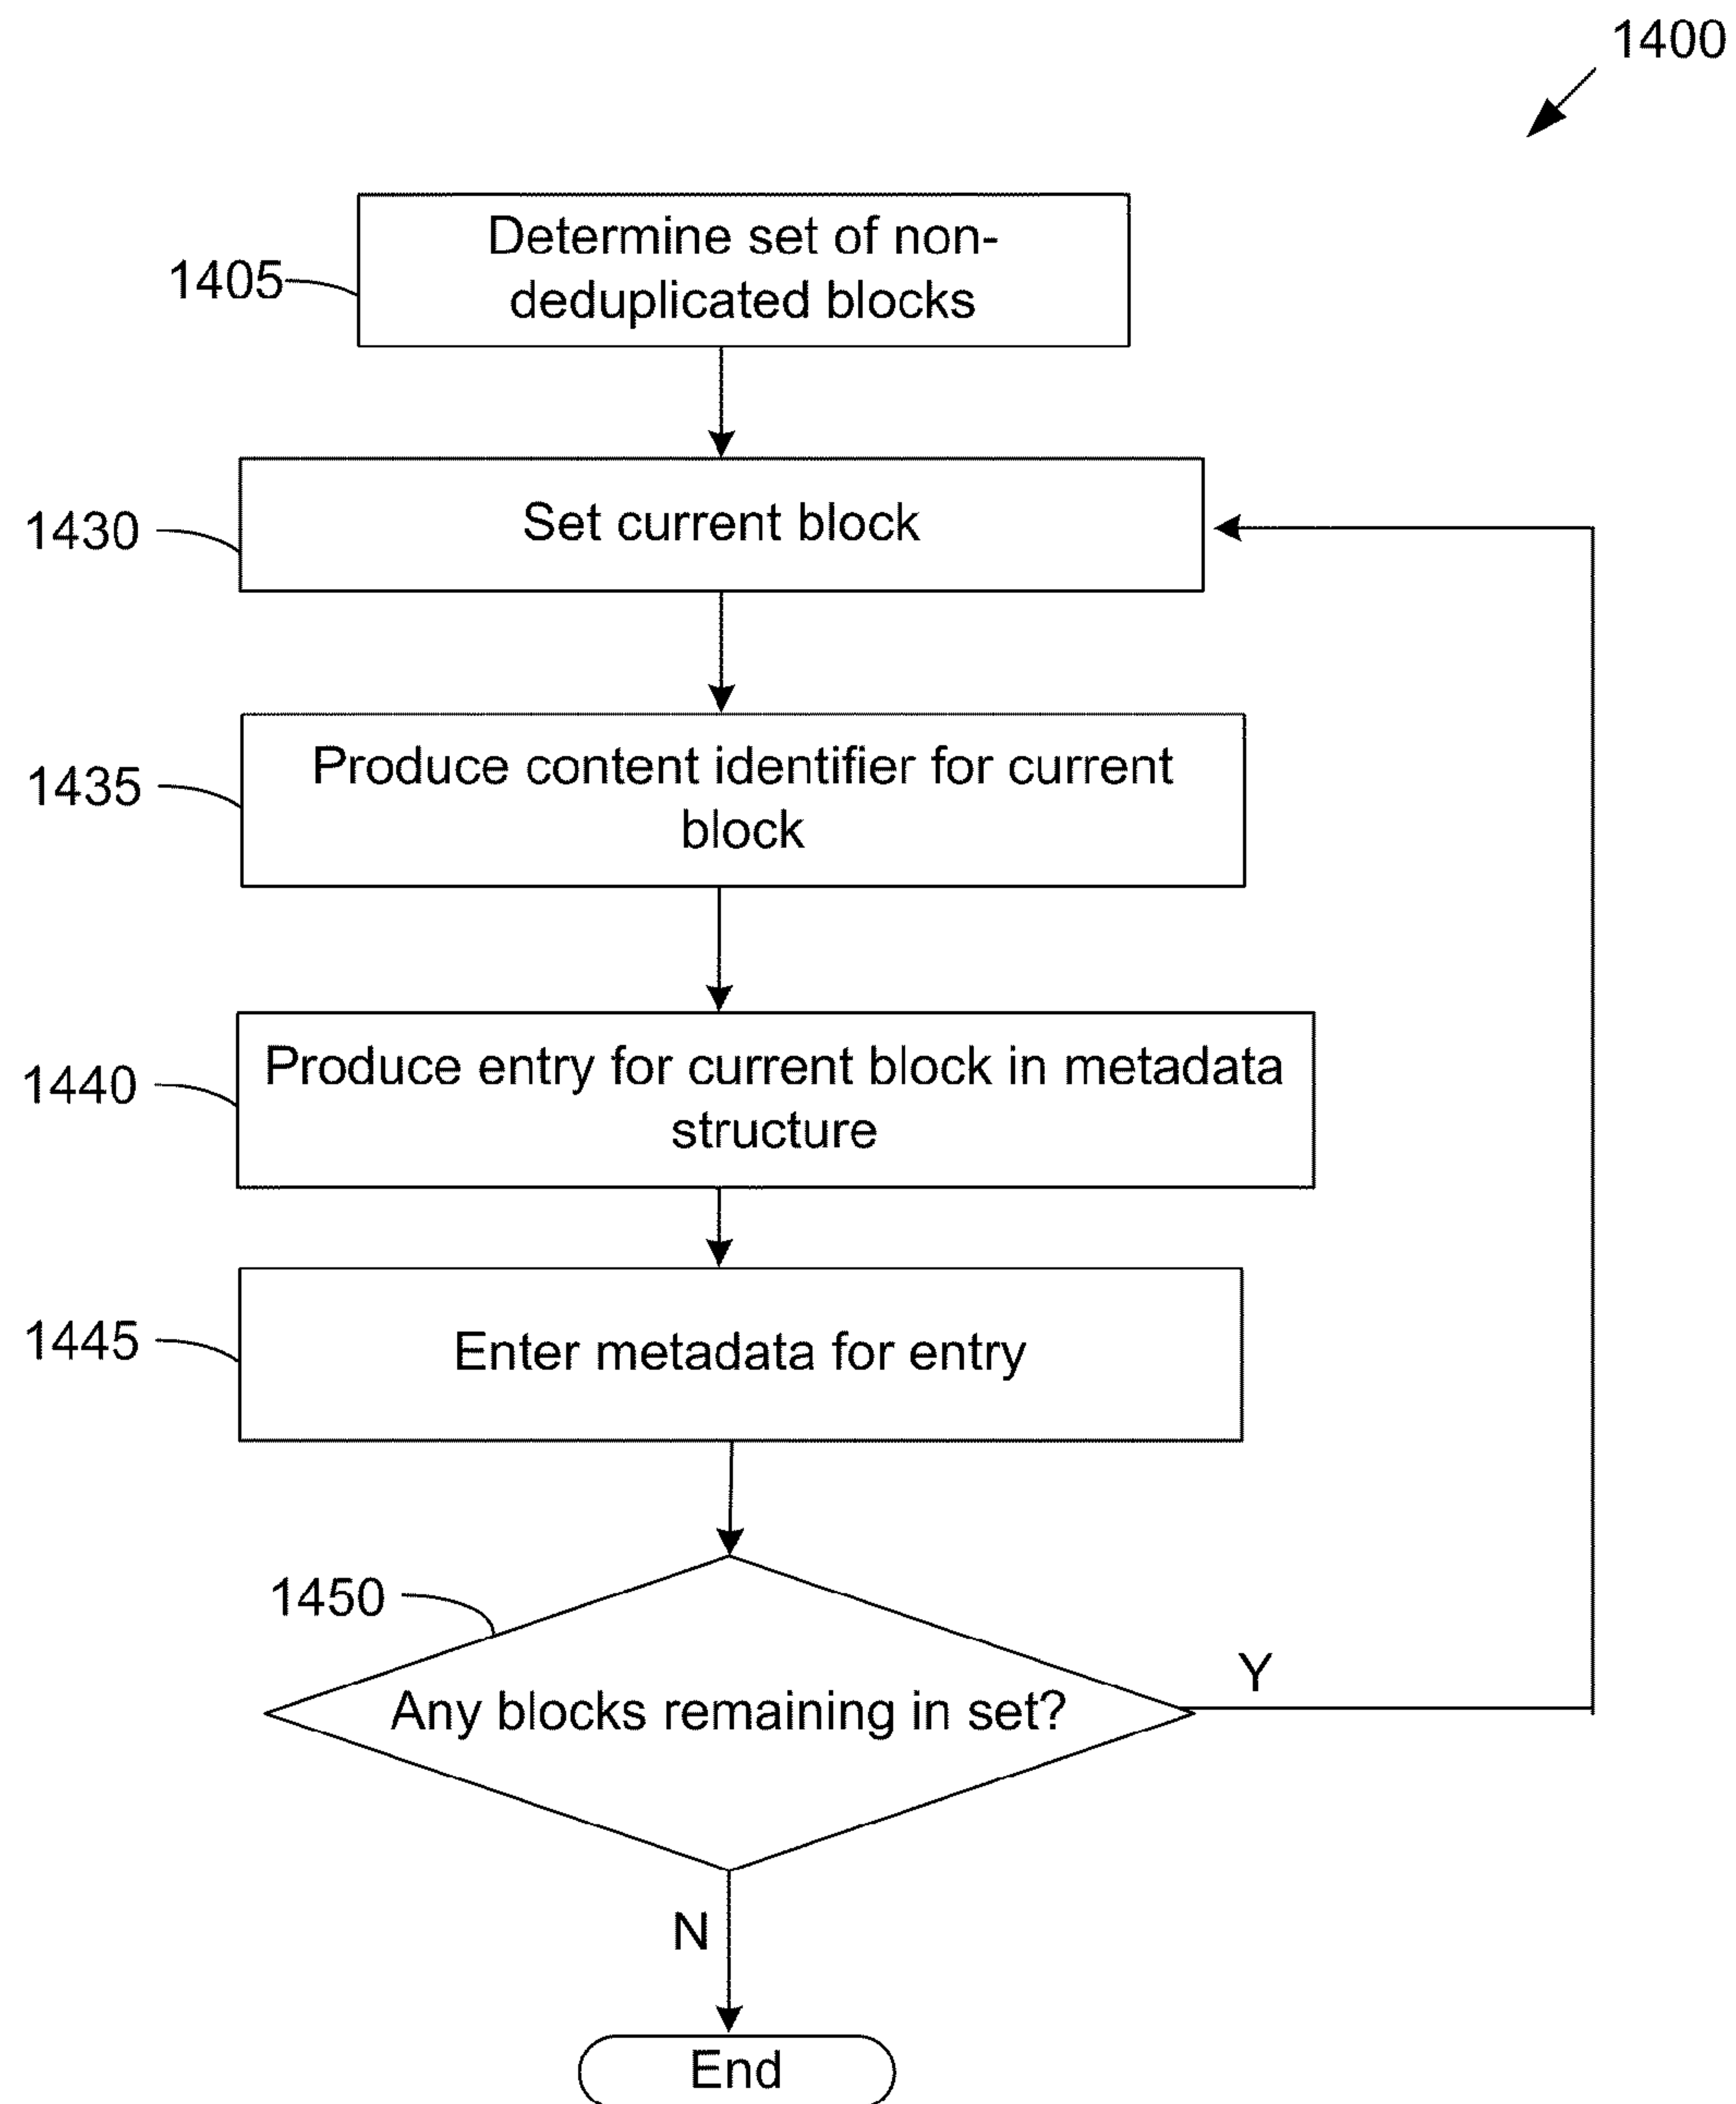 1400
Determine set of non-
deduplicated blocks
1405
Set current block
1430
Produce content identifier for current
block
1435
Produce entry for current block in metadata
structure
1440
Enter metadata for entry
1445
1450
Any blocks remaining in set?
Y
N
End